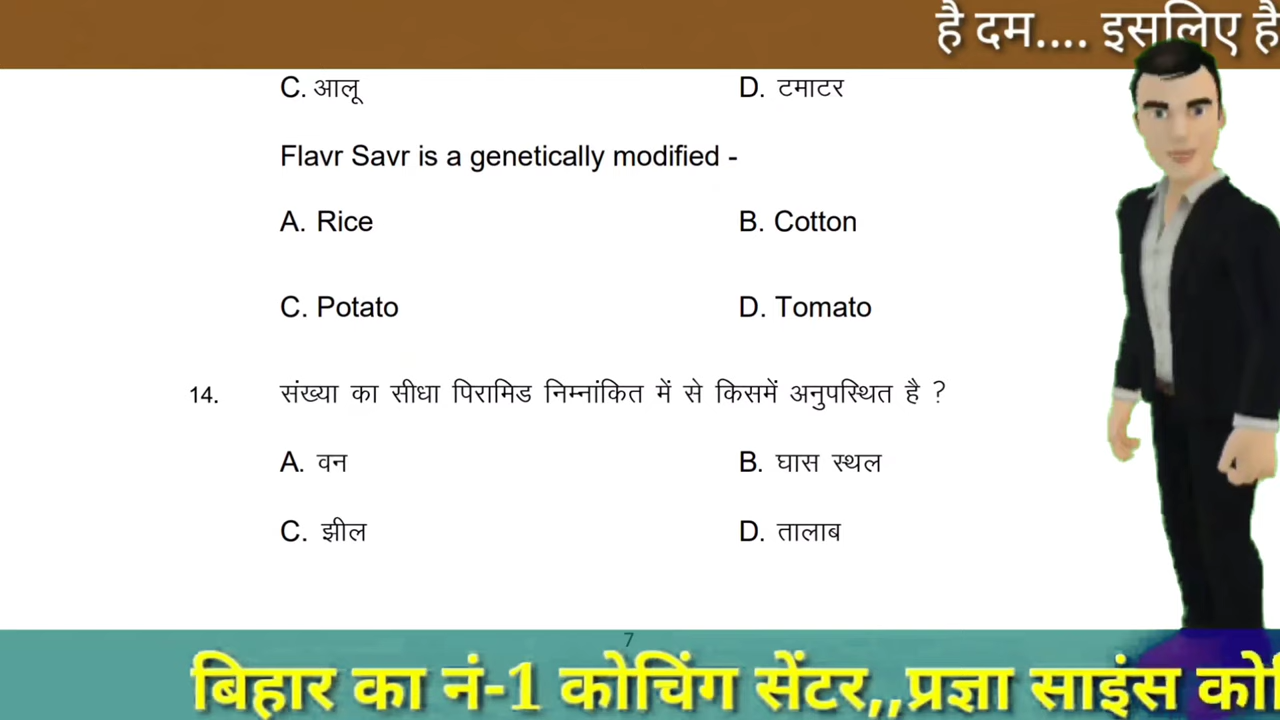 है दम.... इसलिए है
C. आलू D. टमाटर
Flavr Savr is a genetically modified -
A. Rice B. Cotton
C. Potato D. Tomato
14. संख्या का सीधा पिरामिड निम्नांकित में से किसमें अनुपस्थित है ?
A. वन B. घास स्थल
C. झील D. तालाब
7
बिहार का नं-1 कोचिंग सेंटर,,प्रज्ञा साइंस